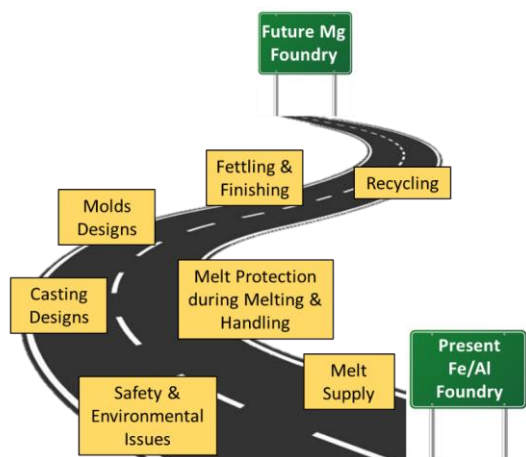 Future Mg
Foundry
Fettling &
Finishing
Recycling
Molds
Designs
Melt Protection
during Melting &
Handling
Casting
Designs
Present
Fe/Al
Foundry
Melt
Supply
Safety &
Environmental
Issues